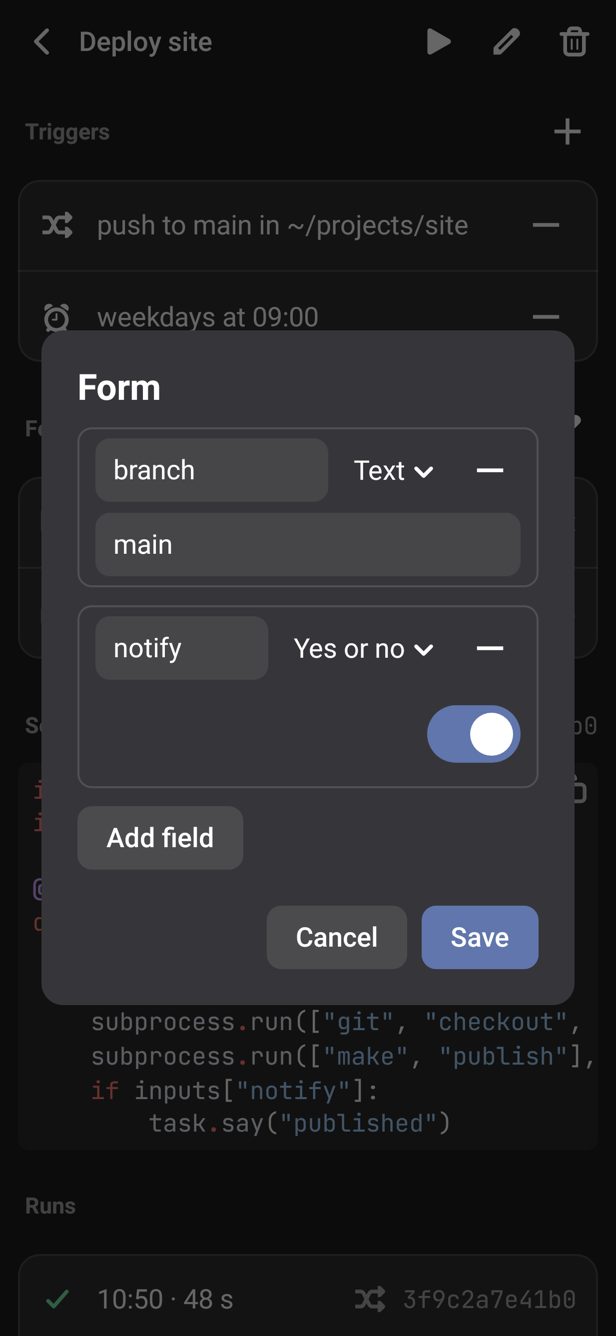 Deploy site
Triggers
push to main in ~/projects/site
weekdays at 09:00
Form
branch
Text
main
notify
Yes or no
Add field
Cancel
Save
subprocess.run(["git", "checkout",
subprocess.run(["make", "publish"],
if inputs["notify"]:
task.say("published")
Runs
10:50 · 48 s
3f9c2a7e41b0